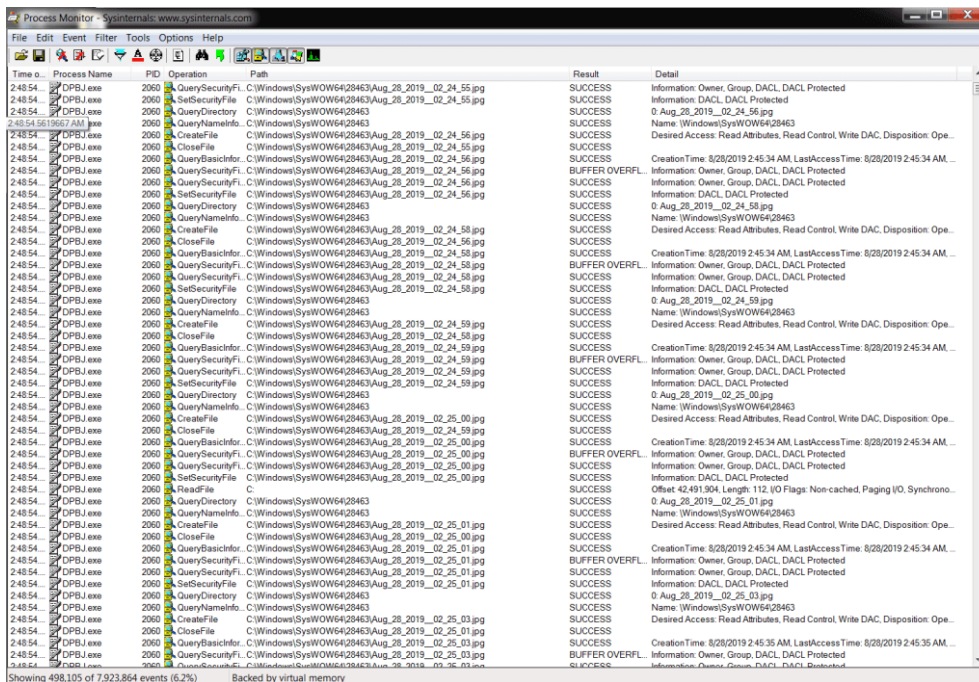 Process Monitor - Sysinternals: www.sysinternals.com
File Edit Event Filter Tools Options Help
Time o... Process Name PID Operation Path Result Detail
2:48:54... DPBJ.exe 2060 QuerySecurityFi... C:\Windows\SysWOW64\28463\Aug_28_2019__02_24_55.jpg SUCCESS Information: Owner, Group, DACL, DACL Protected
2:48:54... DPBJ.exe 2060 SetSecurityFile C:\Windows\SysWOW64\28463\Aug_28_2019__02_24_55.jpg SUCCESS Information: DACL, DACL Protected
2:48:54... DPBJ.exe 2060 QueryDirectory C:\Windows\SysWOW64\28463 SUCCESS 0: Aug_28_2019__02_24_56.jpg
2:48:54.5619667 AM .exe 2060 QueryNameInfo... C:\Windows\SysWOW64\28463 SUCCESS Name: \Windows\SysWOW64\28463
2:48:54... DPBJ.exe 2060 CreateFile C:\Windows\SysWOW64\28463\Aug_28_2019__02_24_56.jpg SUCCESS Desired Access: Read Attributes, Read Control, Write DAC, Disposition: Ope...
2:48:54... DPBJ.exe 2060 CloseFile C:\Windows\SysWOW64\28463\Aug_28_2019__02_24_55.jpg SUCCESS
2:48:54... DPBJ.exe 2060 QueryBasicInfor... C:\Windows\SysWOW64\28463\Aug_28_2019__02_24_56.jpg SUCCESS CreationTime: 8/28/2019 2:45:34 AM, LastAccessTime: 8/28/2019 2:45:34 AM, ...
2:48:54... DPBJ.exe 2060 QuerySecurityFi... C:\Windows\SysWOW64\28463\Aug_28_2019__02_24_56.jpg BUFFER OVERFL... Information: Owner, Group, DACL, DACL Protected
2:48:54... DPBJ.exe 2060 QuerySecurityFi... C:\Windows\SysWOW64\28463\Aug_28_2019__02_24_56.jpg SUCCESS Information: Owner, Group, DACL, DACL Protected
2:48:54... DPBJ.exe 2060 SetSecurityFile C:\Windows\SysWOW64\28463\Aug_28_2019__02_24_56.jpg SUCCESS Information: DACL, DACL Protected
2:48:54... DPBJ.exe 2060 QueryDirectory C:\Windows\SysWOW64\28463 SUCCESS 0: Aug_28_2019__02_24_58.jpg
2:48:54... DPBJ.exe 2060 QueryNameInfo... C:\Windows\SysWOW64\28463 SUCCESS Name: \Windows\SysWOW64\28463
2:48:54... DPBJ.exe 2060 CreateFile C:\Windows\SysWOW64\28463\Aug_28_2019__02_24_58.jpg SUCCESS Desired Access: Read Attributes, Read Control, Write DAC, Disposition: Ope...
2:48:54... DPBJ.exe 2060 CloseFile C:\Windows\SysWOW64\28463\Aug_28_2019__02_24_56.jpg SUCCESS
2:48:54... DPBJ.exe 2060 QueryBasicInfor... C:\Windows\SysWOW64\28463\Aug_28_2019__02_24_58.jpg SUCCESS CreationTime: 8/28/2019 2:45:34 AM, LastAccessTime: 8/28/2019 2:45:34 AM, ...
2:48:54... DPBJ.exe 2060 QuerySecurityFi... C:\Windows\SysWOW64\28463\Aug_28_2019__02_24_58.jpg BUFFER OVERFL... Information: Owner, Group, DACL, DACL Protected
2:48:54... DPBJ.exe 2060 QuerySecurityFi... C:\Windows\SysWOW64\28463\Aug_28_2019__02_24_58.jpg SUCCESS Information: Owner, Group, DACL, DACL Protected
2:48:54... DPBJ.exe 2060 SetSecurityFile C:\Windows\SysWOW64\28463\Aug_28_2019__02_24_58.jpg SUCCESS Information: DACL, DACL Protected
2:48:54... DPBJ.exe 2060 QueryDirectory C:\Windows\SysWOW64\28463 SUCCESS 0: Aug_28_2019__02_24_59.jpg
2:48:54... DPBJ.exe 2060 QueryNameInfo... C:\Windows\SysWOW64\28463 SUCCESS Name: \Windows\SysWOW64\28463
2:48:54... DPBJ.exe 2060 CreateFile C:\Windows\SysWOW64\28463\Aug_28_2019__02_24_59.jpg SUCCESS Desired Access: Read Attributes, Read Control, Write DAC, Disposition: Ope...
2:48:54... DPBJ.exe 2060 CloseFile C:\Windows\SysWOW64\28463\Aug_28_2019__02_24_58.jpg SUCCESS
2:48:54... DPBJ.exe 2060 QueryBasicInfor... C:\Windows\SysWOW64\28463\Aug_28_2019__02_24_59.jpg SUCCESS CreationTime: 8/28/2019 2:45:34 AM, LastAccessTime: 8/28/2019 2:45:34 AM, ...
2:48:54... DPBJ.exe 2060 QuerySecurityFi... C:\Windows\SysWOW64\28463\Aug_28_2019__02_24_59.jpg BUFFER OVERFL... Information: Owner, Group, DACL, DACL Protected
2:48:54... DPBJ.exe 2060 QuerySecurityFi... C:\Windows\SysWOW64\28463\Aug_28_2019__02_24_59.jpg SUCCESS Information: Owner, Group, DACL, DACL Protected
2:48:54... DPBJ.exe 2060 SetSecurityFile C:\Windows\SysWOW64\28463\Aug_28_2019__02_24_59.jpg SUCCESS Information: DACL, DACL Protected
2:48:54... DPBJ.exe 2060 QueryDirectory C:\Windows\SysWOW64\28463 SUCCESS 0: Aug_28_2019__02_25_00.jpg
2:48:54... DPBJ.exe 2060 QueryNameInfo... C:\Windows\SysWOW64\28463 SUCCESS Name: \Windows\SysWOW64\28463
2:48:54... DPBJ.exe 2060 CreateFile C:\Windows\SysWOW64\28463\Aug_28_2019__02_25_00.jpg SUCCESS Desired Access: Read Attributes, Read Control, Write DAC, Disposition: Ope...
2:48:54... DPBJ.exe 2060 CloseFile C:\Windows\SysWOW64\28463\Aug_28_2019__02_24_59.jpg SUCCESS
2:48:54... DPBJ.exe 2060 QueryBasicInfor... C:\Windows\SysWOW64\28463\Aug_28_2019__02_25_00.jpg SUCCESS CreationTime: 8/28/2019 2:45:34 AM, LastAccessTime: 8/28/2019 2:45:34 AM, ...
2:48:54... DPBJ.exe 2060 QuerySecurityFi... C:\Windows\SysWOW64\28463\Aug_28_2019__02_25_00.jpg BUFFER OVERFL... Information: Owner, Group, DACL, DACL Protected
2:48:54... DPBJ.exe 2060 QuerySecurityFi... C:\Windows\SysWOW64\28463\Aug_28_2019__02_25_00.jpg SUCCESS Information: Owner, Group, DACL, DACL Protected
2:48:54... DPBJ.exe 2060 SetSecurityFile C:\Windows\SysWOW64\28463\Aug_28_2019__02_25_00.jpg SUCCESS Information: DACL, DACL Protected
2:48:54... DPBJ.exe 2060 ReadFile C: SUCCESS Offset: 42,491,904, Length: 112, I/O Flags: Non-cached, Paging I/O, Synchrono...
2:48:54... DPBJ.exe 2060 QueryDirectory C:\Windows\SysWOW64\28463 SUCCESS 0: Aug_28_2019__02_25_01.jpg
2:48:54... DPBJ.exe 2060 QueryNameInfo... C:\Windows\SysWOW64\28463 SUCCESS Name: \Windows\SysWOW64\28463
2:48:54... DPBJ.exe 2060 CreateFile C:\Windows\SysWOW64\28463\Aug_28_2019__02_25_01.jpg SUCCESS Desired Access: Read Attributes, Read Control, Write DAC, Disposition: Ope...
2:48:54... DPBJ.exe 2060 CloseFile C:\Windows\SysWOW64\28463\Aug_28_2019__02_25_00.jpg SUCCESS
2:48:54... DPBJ.exe 2060 QueryBasicInfor... C:\Windows\SysWOW64\28463\Aug_28_2019__02_25_01.jpg SUCCESS CreationTime: 8/28/2019 2:45:34 AM, LastAccessTime: 8/28/2019 2:45:34 AM, ...
2:48:54... DPBJ.exe 2060 QuerySecurityFi... C:\Windows\SysWOW64\28463\Aug_28_2019__02_25_01.jpg BUFFER OVERFL... Information: Owner, Group, DACL, DACL Protected
2:48:54... DPBJ.exe 2060 QuerySecurityFi... C:\Windows\SysWOW64\28463\Aug_28_2019__02_25_01.jpg SUCCESS Information: Owner, Group, DACL, DACL Protected
2:48:54... DPBJ.exe 2060 SetSecurityFile C:\Windows\SysWOW64\28463\Aug_28_2019__02_25_01.jpg SUCCESS Information: DACL, DACL Protected
2:48:54... DPBJ.exe 2060 QueryDirectory C:\Windows\SysWOW64\28463 SUCCESS 0: Aug_28_2019__02_25_03.jpg
2:48:54... DPBJ.exe 2060 QueryNameInfo... C:\Windows\SysWOW64\28463 SUCCESS Name: \Windows\SysWOW64\28463
2:48:54... DPBJ.exe 2060 CreateFile C:\Windows\SysWOW64\28463\Aug_28_2019__02_25_03.jpg SUCCESS Desired Access: Read Attributes, Read Control, Write DAC, Disposition: Ope...
2:48:54... DPBJ.exe 2060 CloseFile C:\Windows\SysWOW64\28463\Aug_28_2019__02_25_01.jpg SUCCESS
2:48:54... DPBJ.exe 2060 QueryBasicInfor... C:\Windows\SysWOW64\28463\Aug_28_2019__02_25_03.jpg SUCCESS CreationTime: 8/28/2019 2:45:35 AM, LastAccessTime: 8/28/2019 2:45:35 AM, ...
2:48:54... DPBJ.exe 2060 QuerySecurityFi... C:\Windows\SysWOW64\28463\Aug_28_2019__02_25_03.jpg BUFFER OVERFL... Information: Owner, Group, DACL, DACL Protected
2:48:54... DPBJ.exe 2060 QuerySecurityFi... C:\Windows\SysWOW64\28463\Aug_28_2019__02_25_03.jpg SUCCESS Information: Owner, Group, DACL, DACL Protected
Showing 498,105 of 7,923,864 events (6.2%) Backed by virtual memory